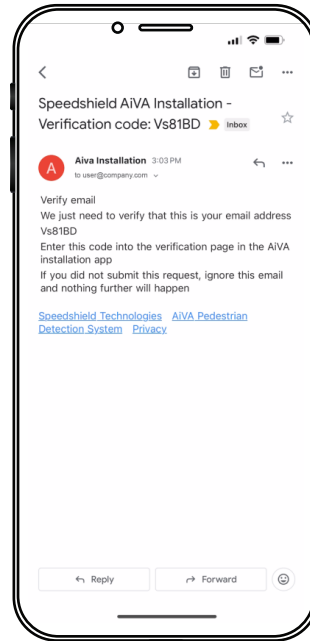 Speedshield AiVA Installation -
Verification code: Vs81BD Inbox
A
Aiva Installation 3:03 PM
to user@company.com
Verify email
We just need to verify that this is your email address
Vs81BD
Enter this code into the verification page in the AiVA
installation app
If you did not submit this request, ignore this email
and nothing further will happen
Speedshield Technologies AiVA Pedestrian
Detection System Privacy
Reply Forward